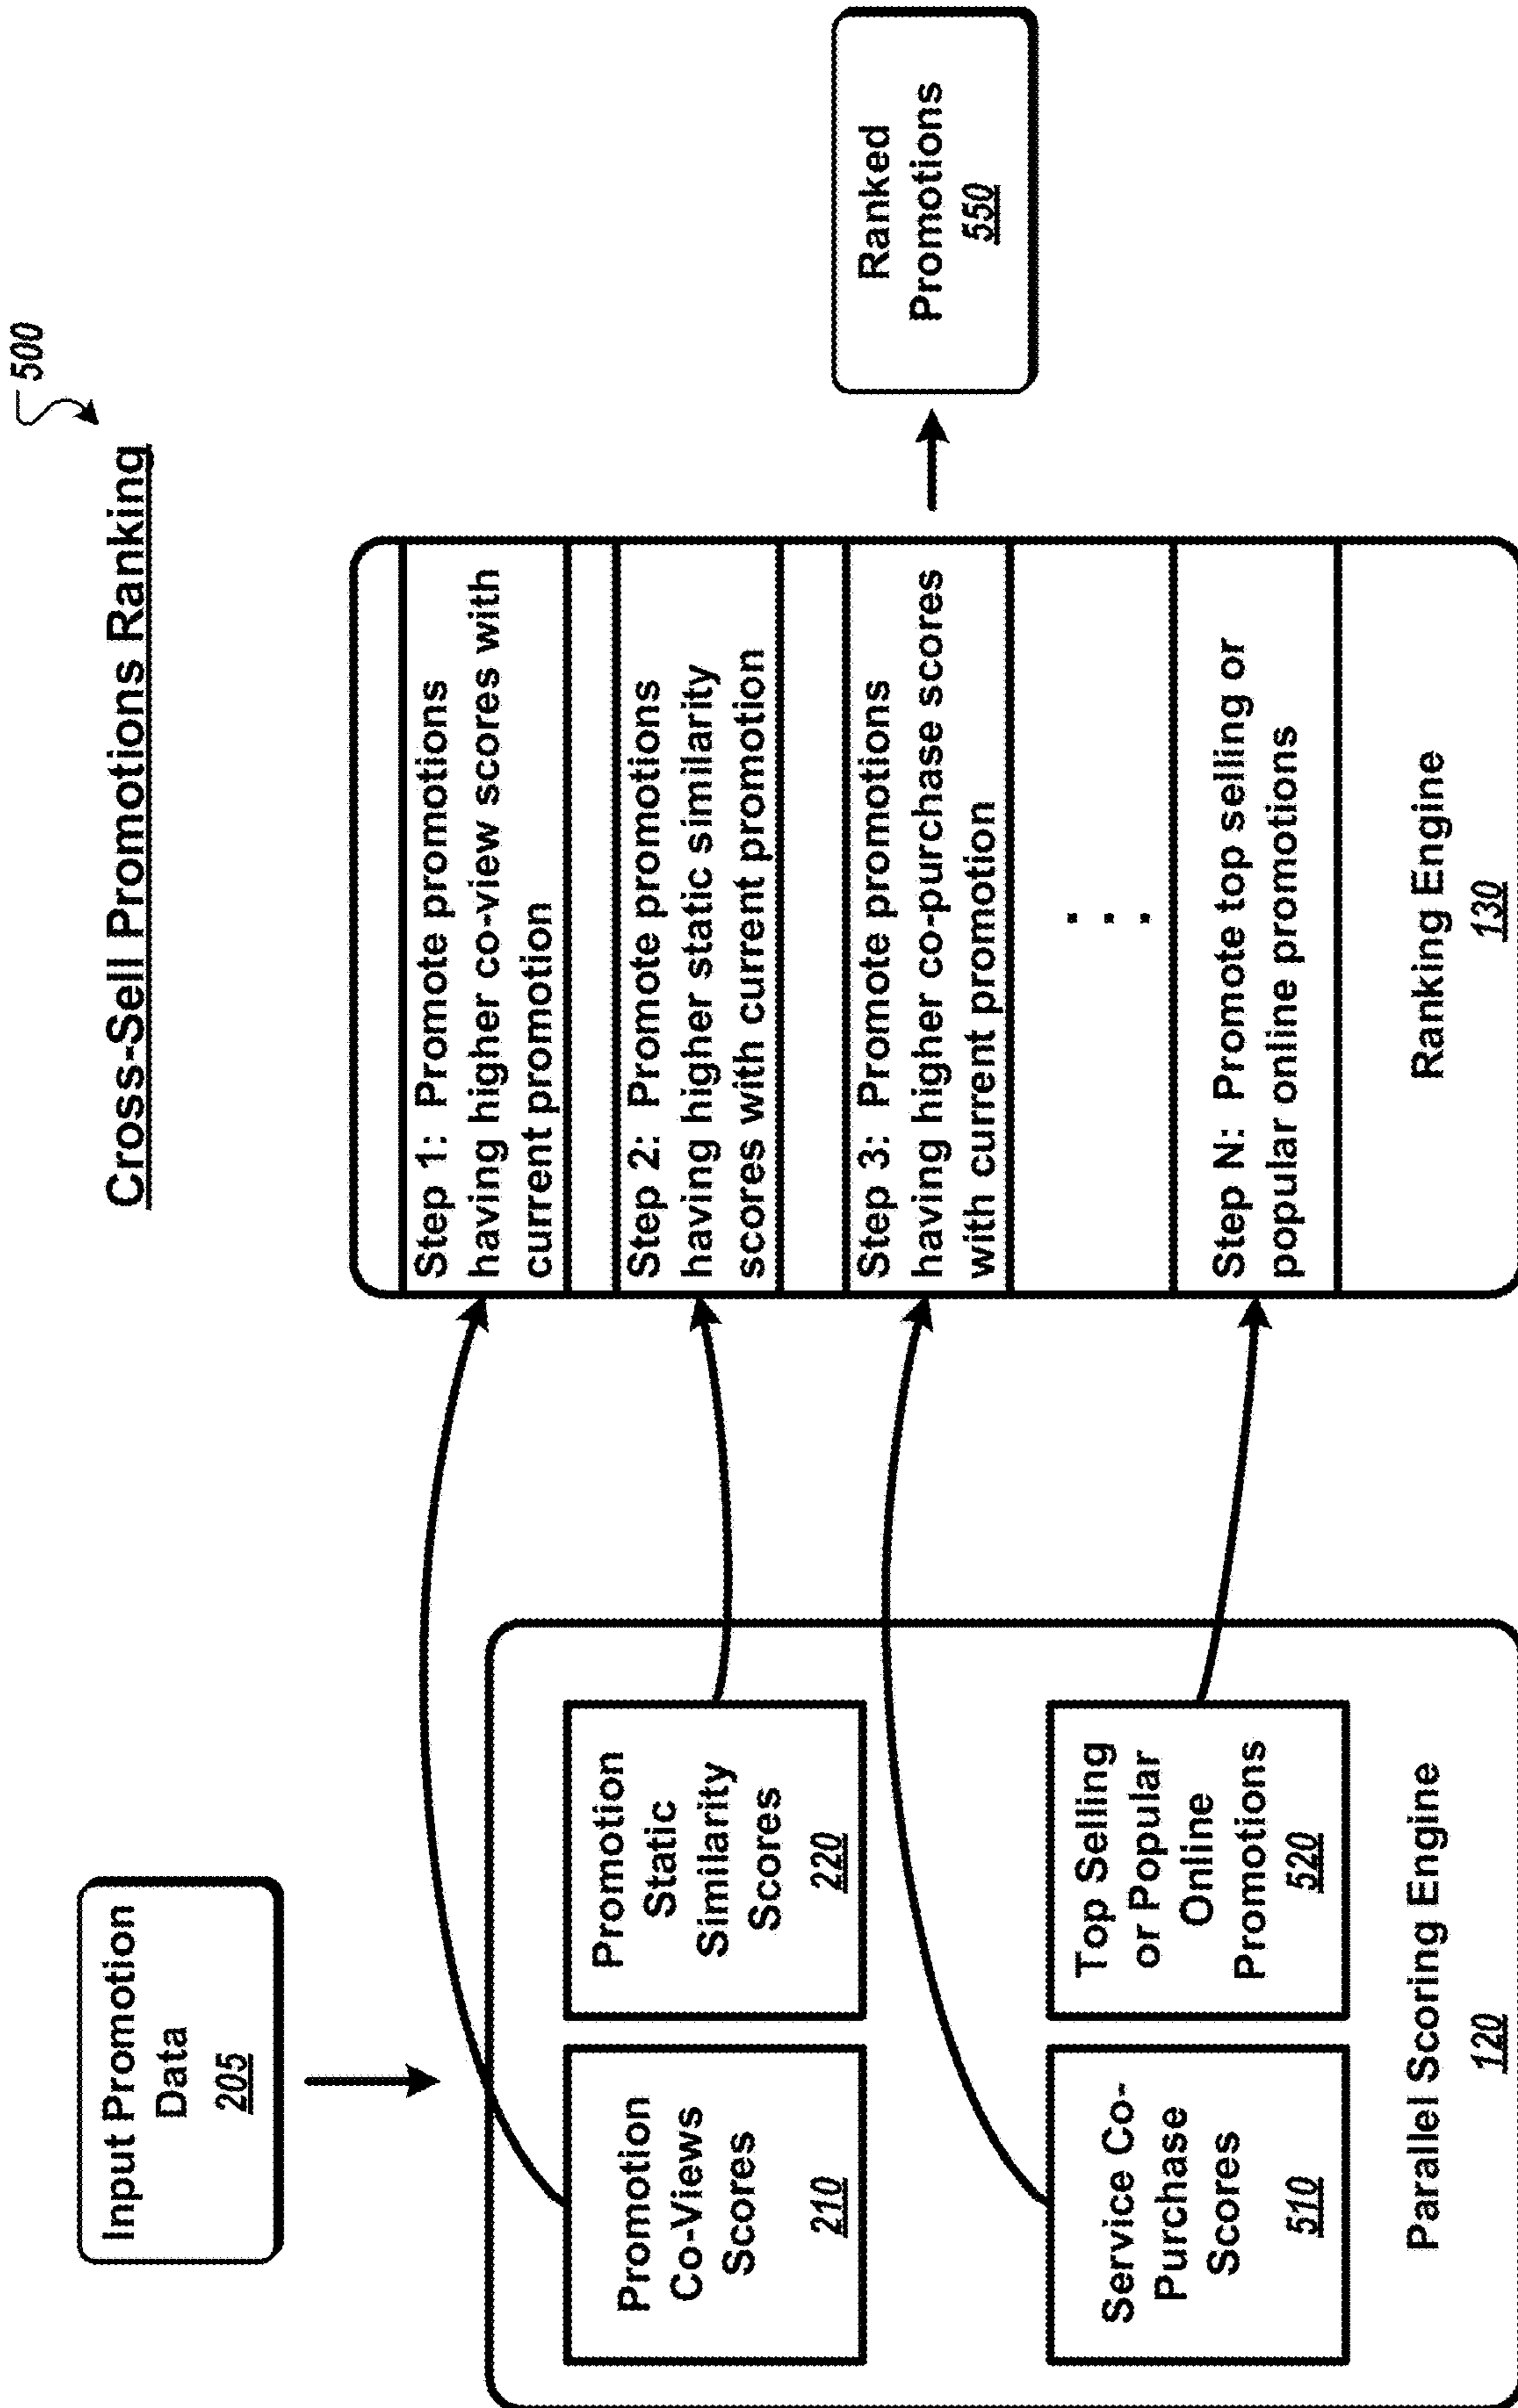 500
Cross-Sell Promotions Ranking
Input Promotion
Data
205
Promotion
Co-Views
Scores
210
Promotion
Static
Similarity
Scores
220
Service Co-
Purchase
Scores
510
Top Selling
or Popular
Online
Promotions
520
Parallel Scoring Engine
120
Step 1: Promote promotions
having higher co-view scores with
current promotion
Step 2: Promote promotions
having higher static similarity
scores with current promotion
Step 3: Promote promotions
having higher co-purchase scores
with current promotion
Step N: Promote top selling or
popular online promotions
Ranking Engine
130
Ranked
Promotions
550